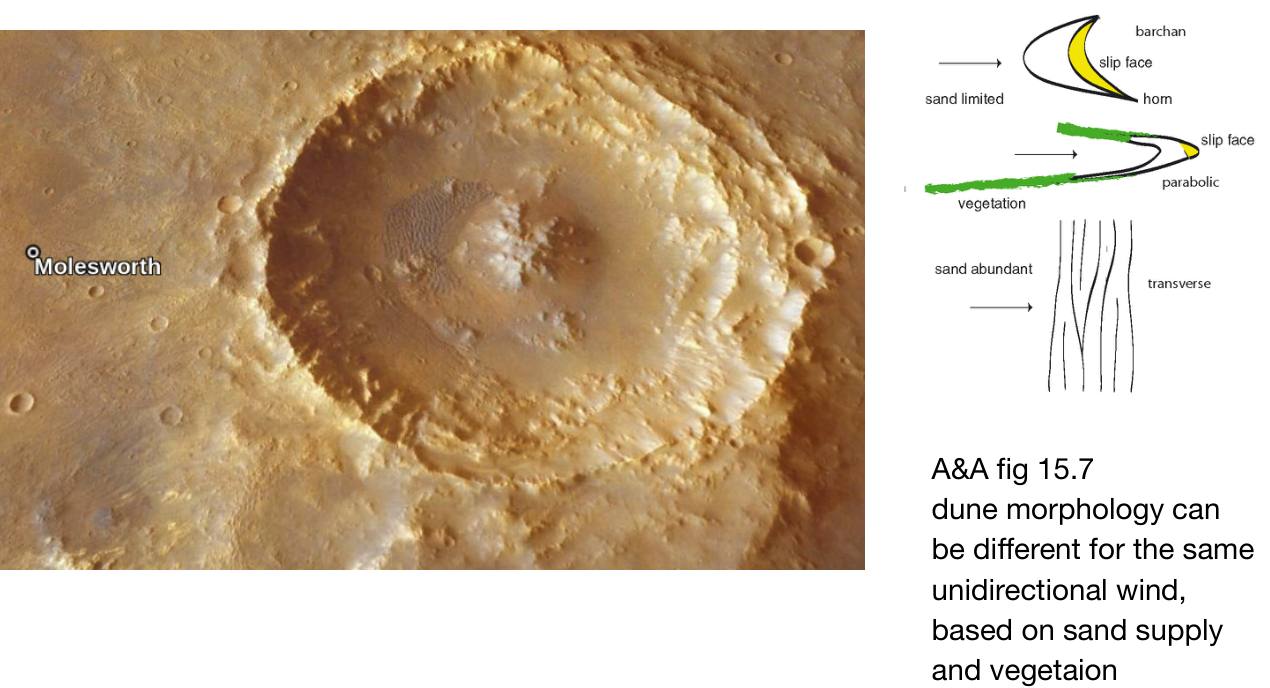 Molesworth
barchan
slip face
sand limited
horn
slip face
parabolic
vegetation
sand abundant
transverse
A&A fig 15.7
dune morphology can
be different for the same
unidirectional wind,
based on sand supply
and vegetaion